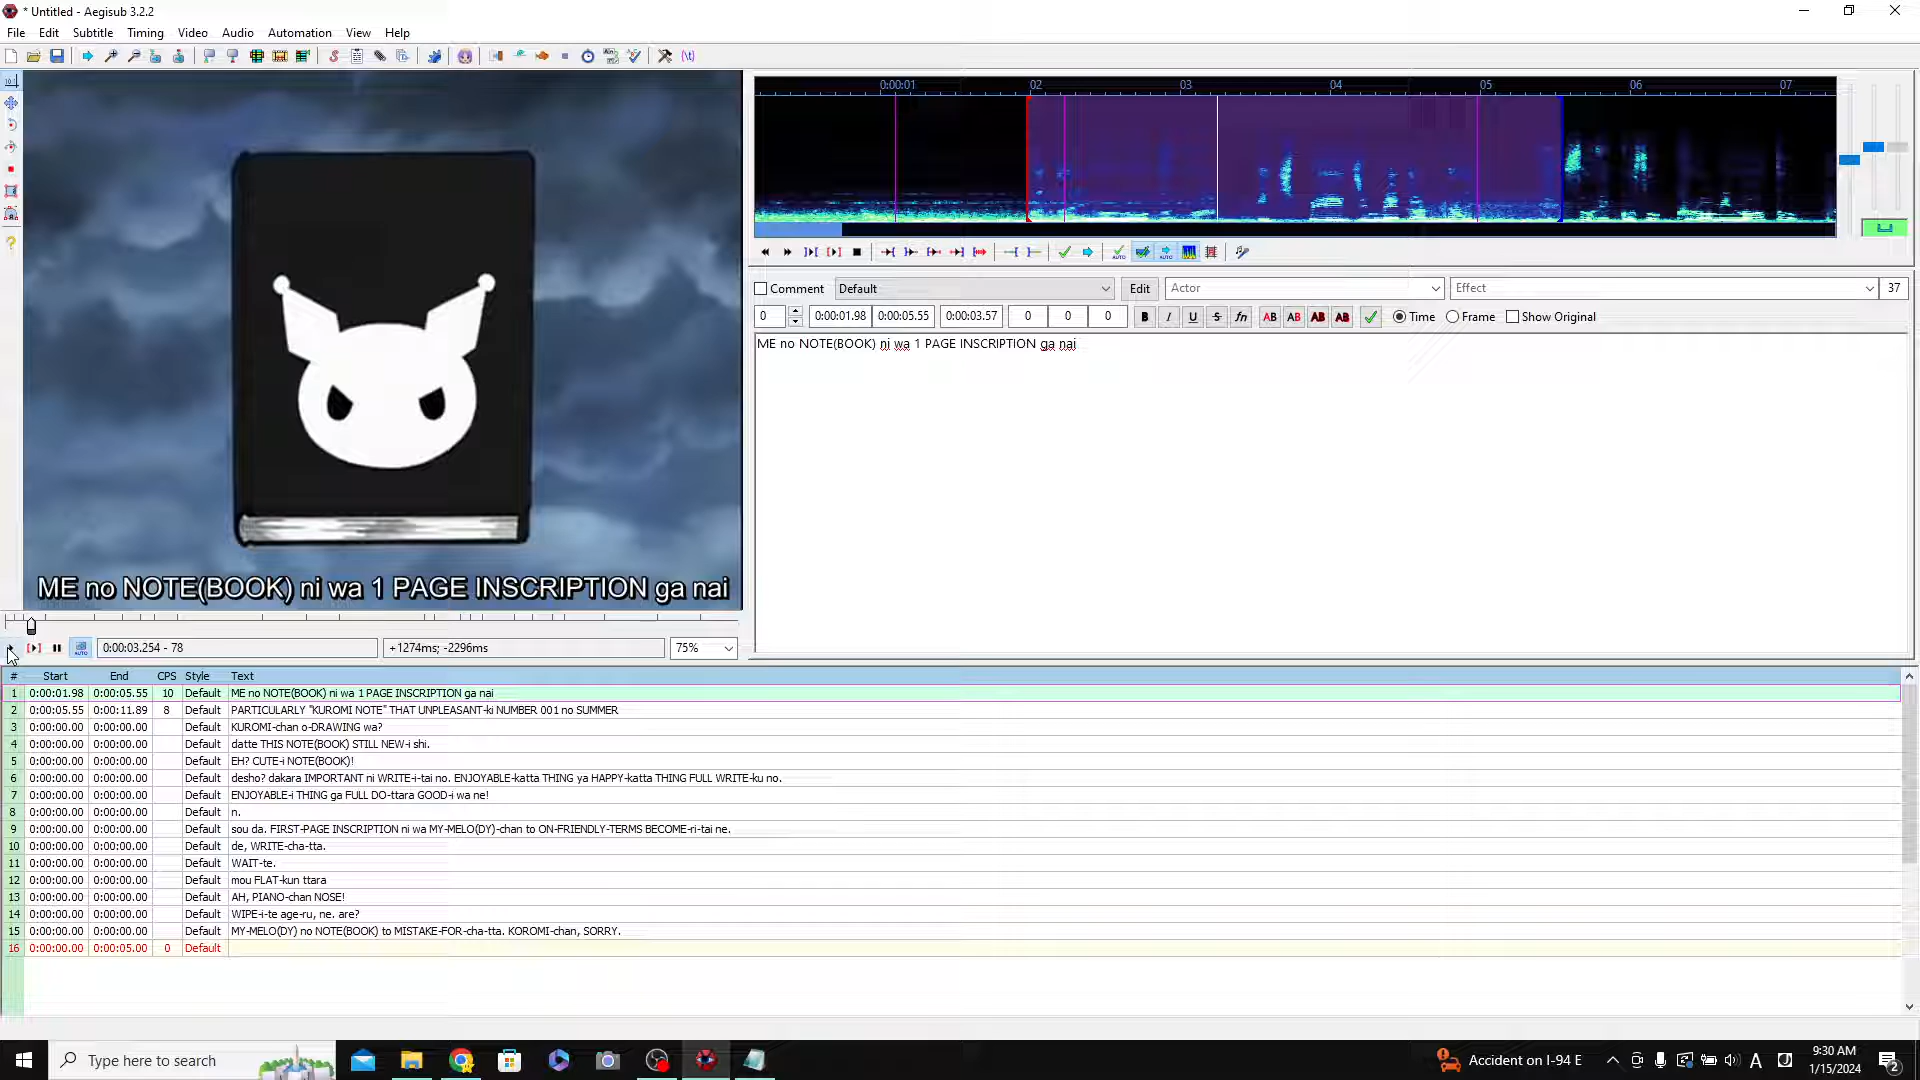 * Untitled - Aegisub 3.2.2
File Edit Subtitle Timing Video Audio Automation View Help
0:00:01 02 03 04 05 06 07
Comment Default Edit Actor Effect 37
0 0:00:01.98 0:00:05.55 0:00:03.57 0 0 0 B I U S fn AB AB AB AB Time Frame Show Original
ME no NOTE(BOOK) ni wa 1 PAGE INSCRIPTION ga nai
ME no NOTE(BOOK) ni wa 1 PAGE INSCRIPTION ga nai
AUTO 0:00:03.254 - 78 +1274ms; -2296ms 75%
# Start End CPS Style Text
1 0:00:01.98 0:00:05.55 10 Default ME no NOTE(BOOK) ni wa 1 PAGE INSCRIPTION ga nai
2 0:00:05.55 0:00:11.89 8 Default PARTICULARLY "KUROMI NOTE" THAT UNPLEASANT-ki NUMBER 001 no SUMMER
3 0:00:00.00 0:00:00.00 Default KUROMI-chan o-DRAWING wa?
4 0:00:00.00 0:00:00.00 Default datte THIS NOTE(BOOK) STILL NEW-i shi.
5 0:00:00.00 0:00:00.00 Default EH? CUTE-i NOTE(BOOK)!
6 0:00:00.00 0:00:00.00 Default desho? dakara IMPORTANT ni WRITE-i-tai no. ENJOYABLE-katta THING ya HAPPY-katta THING FULL WRITE-ku no.
7 0:00:00.00 0:00:00.00 Default ENJOYABLE-i THING ga FULL DO-ttara GOOD-i wa ne!
8 0:00:00.00 0:00:00.00 Default n.
9 0:00:00.00 0:00:00.00 Default sou da. FIRST-PAGE INSCRIPTION ni wa MY-MELO(DY)-chan to ON-FRIENDLY-TERMS BECOME-ri-tai ne.
10 0:00:00.00 0:00:00.00 Default de, WRITE-cha-tta.
11 0:00:00.00 0:00:00.00 Default WAIT-te.
12 0:00:00.00 0:00:00.00 Default mou FLAT-kun ttara
13 0:00:00.00 0:00:00.00 Default AH, PIANO-chan NOSE!
14 0:00:00.00 0:00:00.00 Default WIPE-i-te age-ru, ne. are?
15 0:00:00.00 0:00:00.00 Default MY-MELO(DY) no NOTE(BOOK) to MISTAKE-FOR-cha-tta. KOROMI-chan, SORRY.
16 0:00:00.00 0:00:05.00 0 Default
Type here to search Accident on I-94 E A 9:30 AM
1/15/2024 2